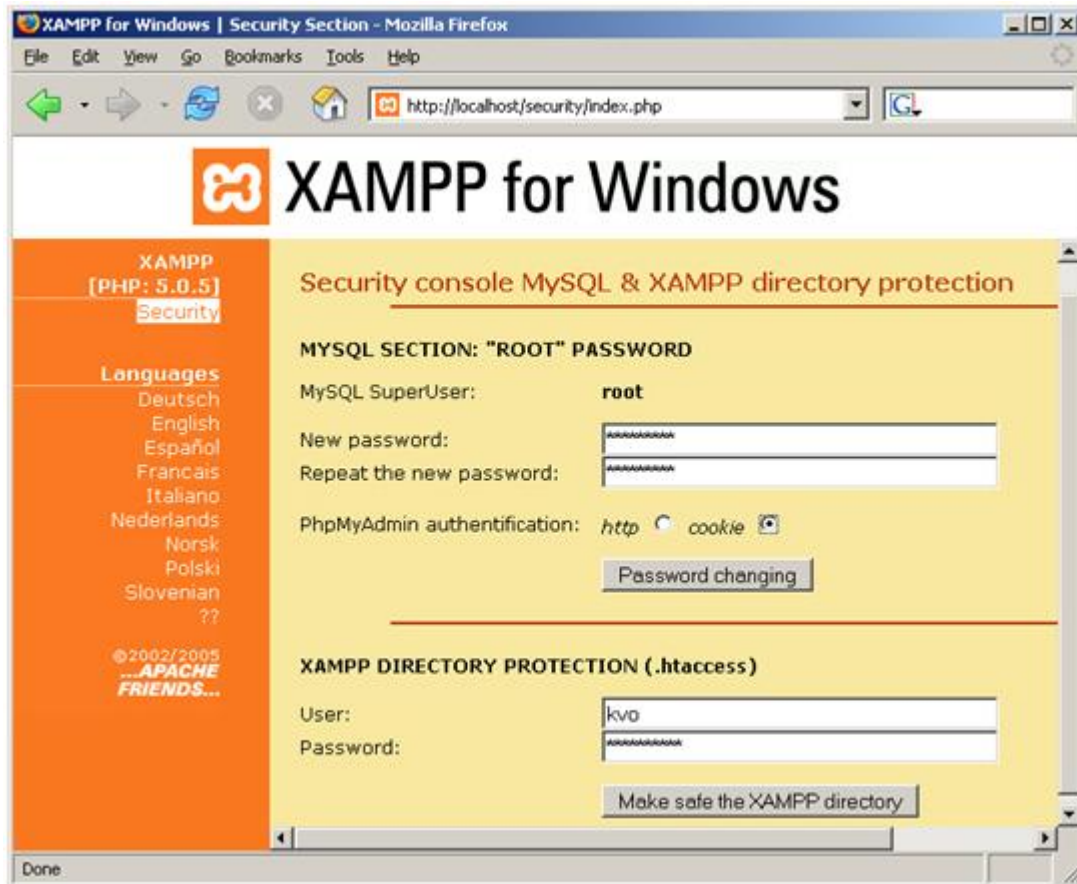 XAMPP for Windows | Security Section - Mozilla Firefox
File Edit View Go Bookmarks Tools Help
http://localhost/security/index.php
G
XAMPP for Windows
XAMPP
[PHP: 5.0.5]
Security
Languages
Deutsch
English
Español
Francais
Italiano
Nederlands
Norsk
Polski
Slovenian
??
©2002/2005
...APACHE
FRIENDS...
Security console MySQL & XAMPP directory protection
MYSQL SECTION: "ROOT" PASSWORD
MySQL SuperUser: root
New password: *********
Repeat the new password: *********
PhpMyAdmin authentification: http cookie
Password changing
XAMPP DIRECTORY PROTECTION (.htaccess)
User: kvo
Password: **********
Make safe the XAMPP directory
Done